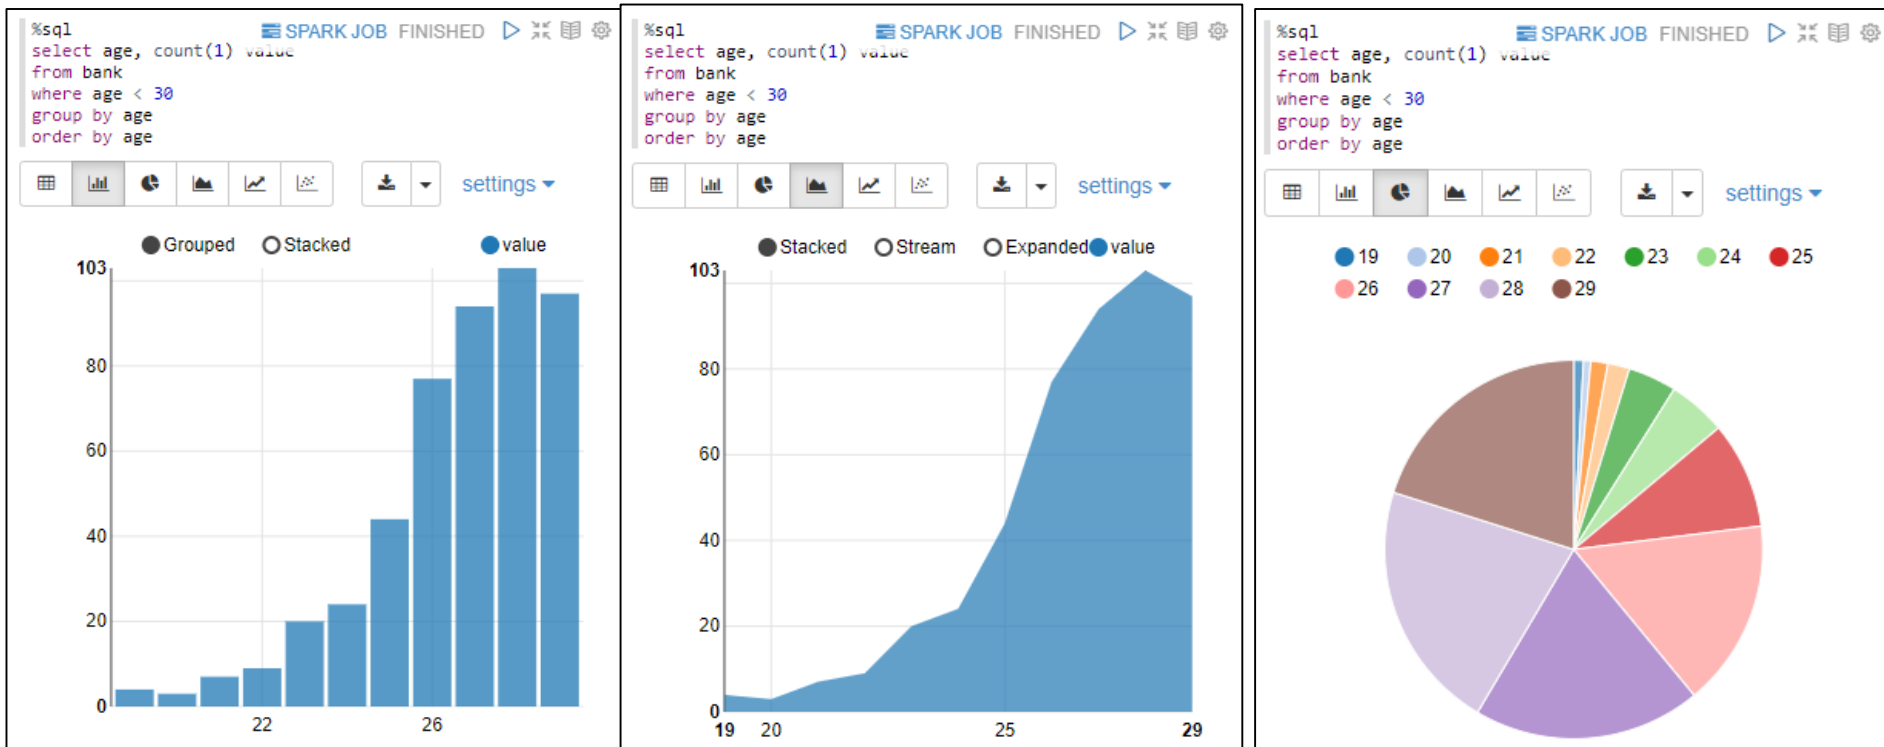 %sql
SPARK JOB FINISHED
select age, count(1) value
from bank
where age < 30
group by age
order by age
settings
Grouped Stacked value
103
80
60
40
20
0
22 26
%sql
SPARK JOB FINISHED
select age, count(1) value
from bank
where age < 30
group by age
order by age
settings
Stacked Stream Expanded value
103
80
60
40
20
0
19 20 25 29
%sql
SPARK JOB FINISHED
select age, count(1) value
from bank
where age < 30
group by age
order by age
settings
19 20 21 22 23 24 25
26 27 28 29